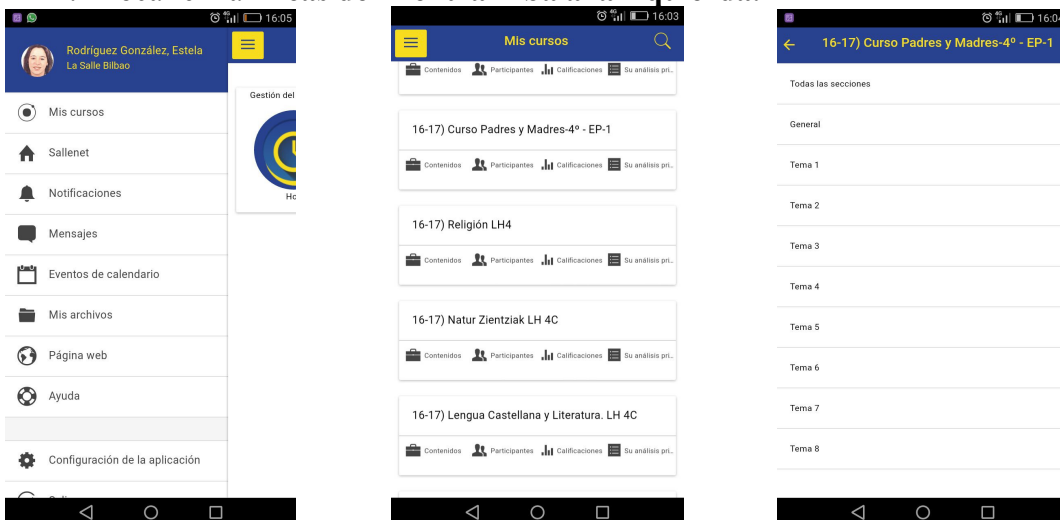 16:05
Rodríguez González, Estela
La Salle Bilbao
Mis cursos
Sallenet
Notificaciones
Mensajes
Eventos de calendario
Mis archivos
Página web
Ayuda
Configuración de la aplicación
Gestión del
4G 16:03
Mis cursos
Contenidos Participantes Calificaciones Su análisis pri..
16-17) Curso Padres y Madres-4º - EP-1
Contenidos Participantes Calificaciones Su análisis pri..
16-17) Religión LH4
Contenidos Participantes Calificaciones Su análisis pri..
16-17) Natur Zientziak LH 4C
Contenidos Participantes Calificaciones Su análisis pri..
16-17) Lengua Castellana y Literatura. LH 4C
Contenidos Participantes Calificaciones Su análisis pri..
16:04
16-17) Curso Padres y Madres-4º - EP-1
Todas las secciones
General
Tema 1
Tema 2
Tema 3
Tema 4
Tema 5
Tema 6
Tema 7
Tema 8